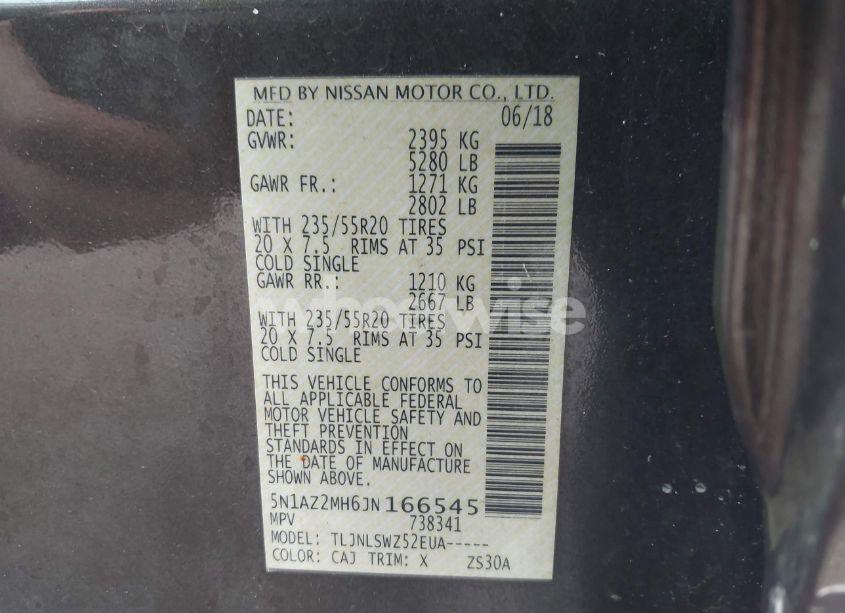 MFD BY NISSAN MOTOR CO., LTD.
DATE: 06/18
GVWR: 2395 KG
5280 LB
GAWR FR.: 1271 KG
2802 LB
WITH 235/55R20 TIRES
20 X 7.5 RIMS AT 35 PSI
COLD SINGLE
GAWR RR.: 1210 KG
2667 LB
WITH 235/55R20 TIRES
20 X 7.5 RIMS AT 35 PSI
COLD SINGLE
THIS VEHICLE CONFORMS TO
ALL APPLICABLE FEDERAL
MOTOR VEHICLE SAFETY AND
THEFT PREVENTION
STANDARDS IN EFFECT ON
THE DATE OF MANUFACTURE
SHOWN ABOVE.
5N1AZ2MH6JN166545
MPV 738341
MODEL: TLJNLSWZ52EUA-----
COLOR: CAJ TRIM: X ZS30A